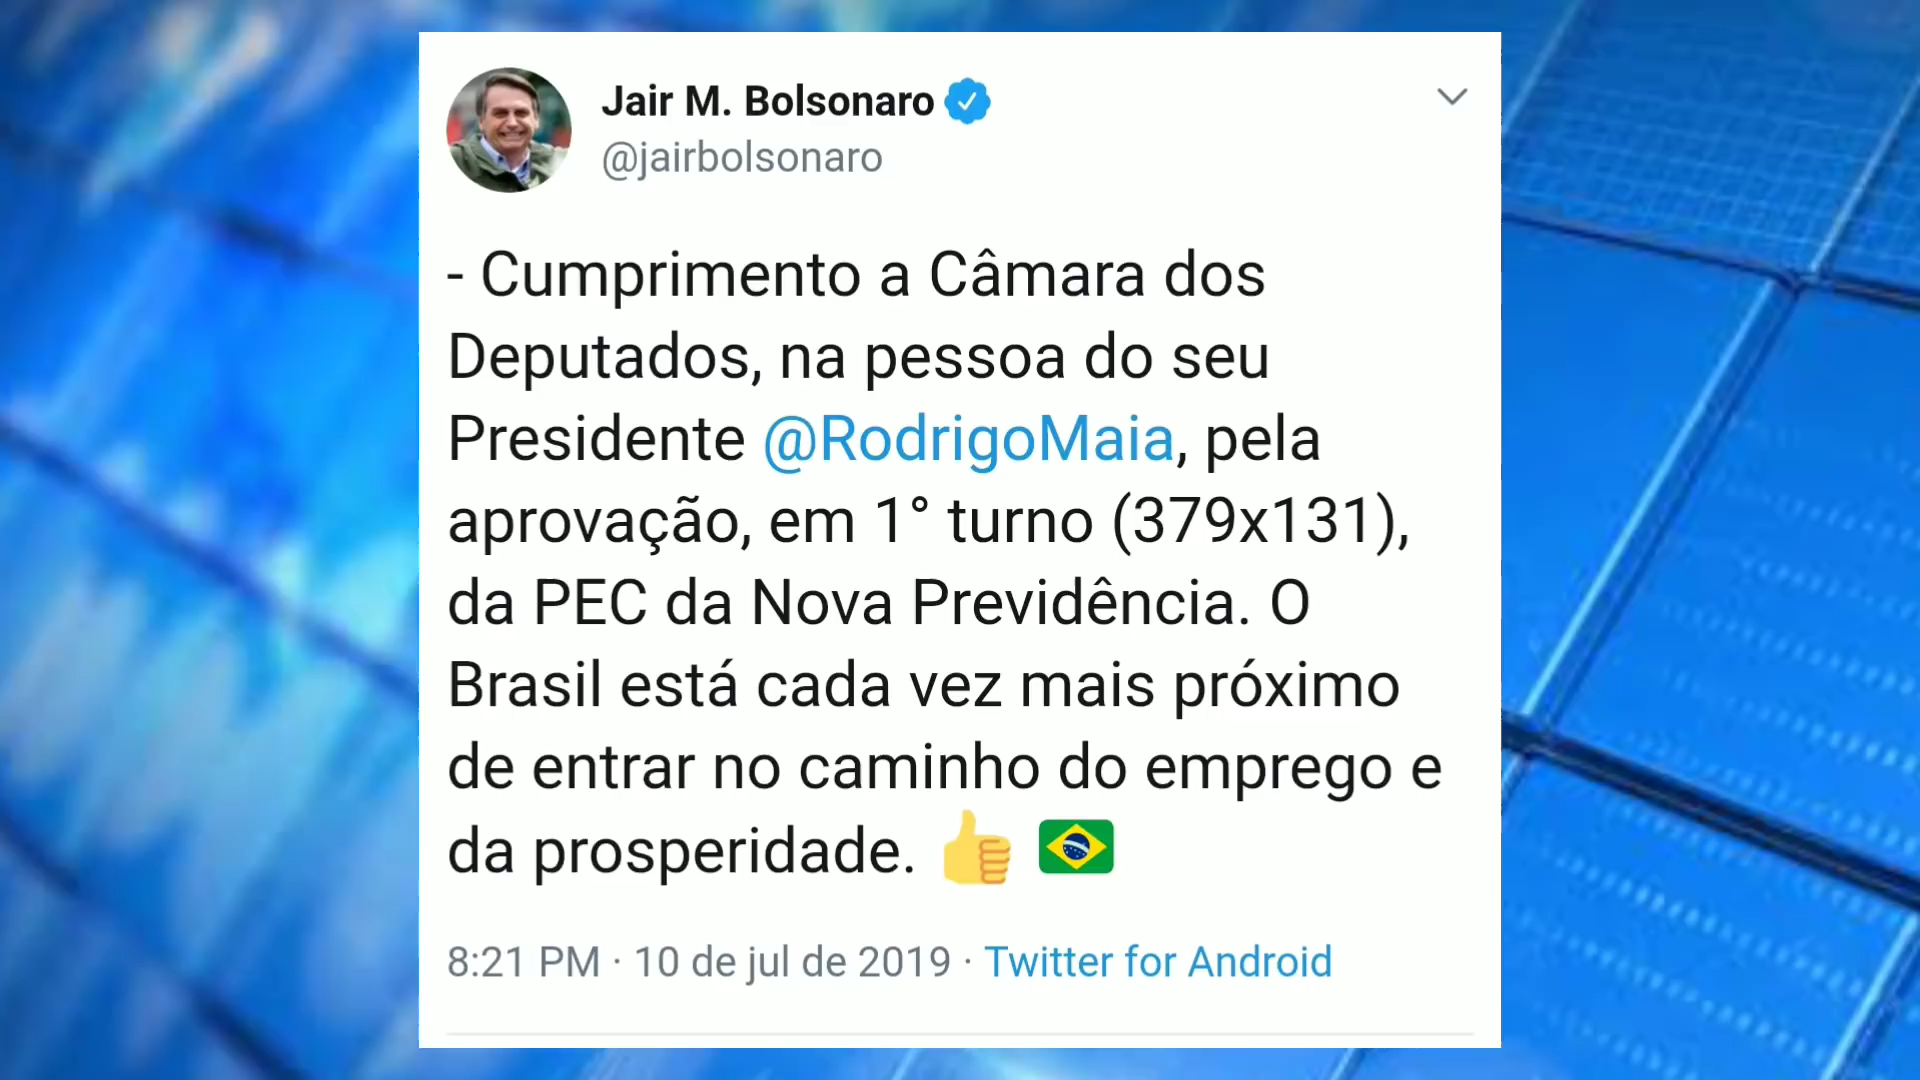 Jair M. Bolsonaro
@jairbolsonaro
- Cumprimento a Câmara dos
Deputados, na pessoa do seu
Presidente @RodrigoMaia, pela
aprovação, em 1° turno (379x131),
da PEC da Nova Previdência. O
Brasil está cada vez mais próximo
de entrar no caminho do emprego e
da prosperidade. 👍 🇧🇷
8:21 PM · 10 de jul de 2019 · Twitter for Android